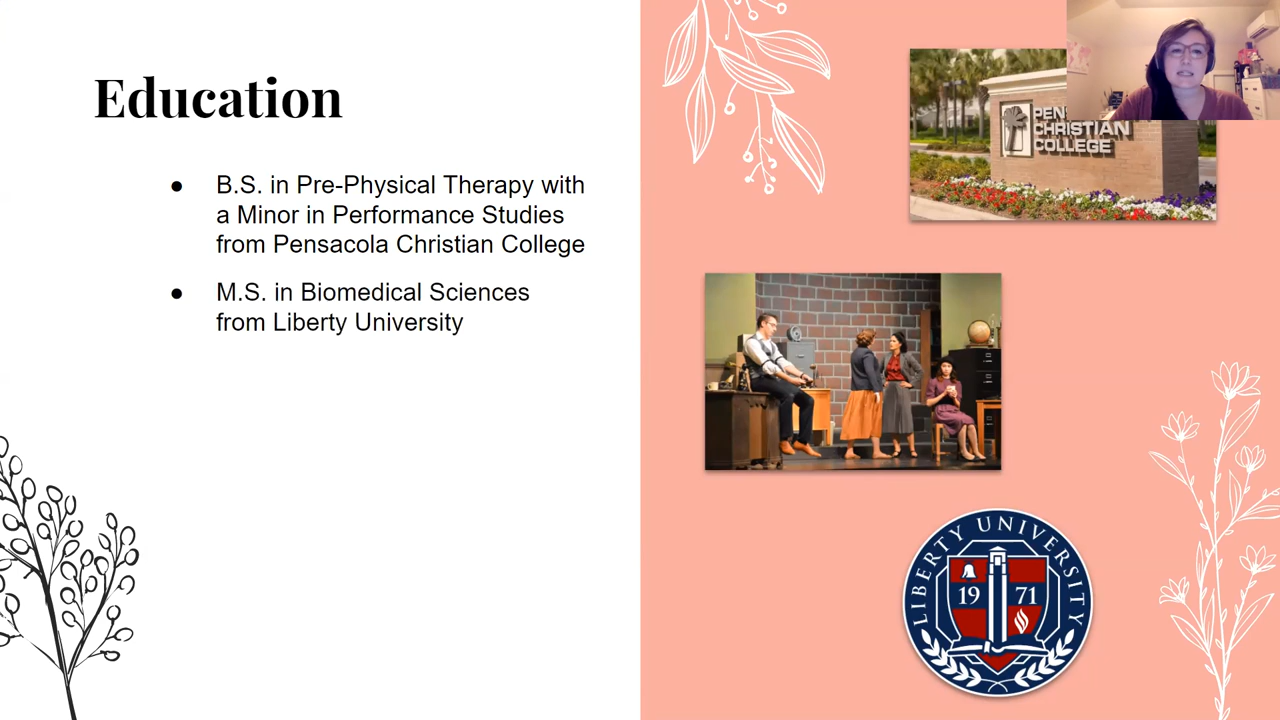 Education
● B.S. in Pre-Physical Therapy with
a Minor in Performance Studies
from Pensacola Christian College
● M.S. in Biomedical Sciences
from Liberty University
CHRISTIAN
COLLEGE
LIBERTY UNIVERSITY
19 71